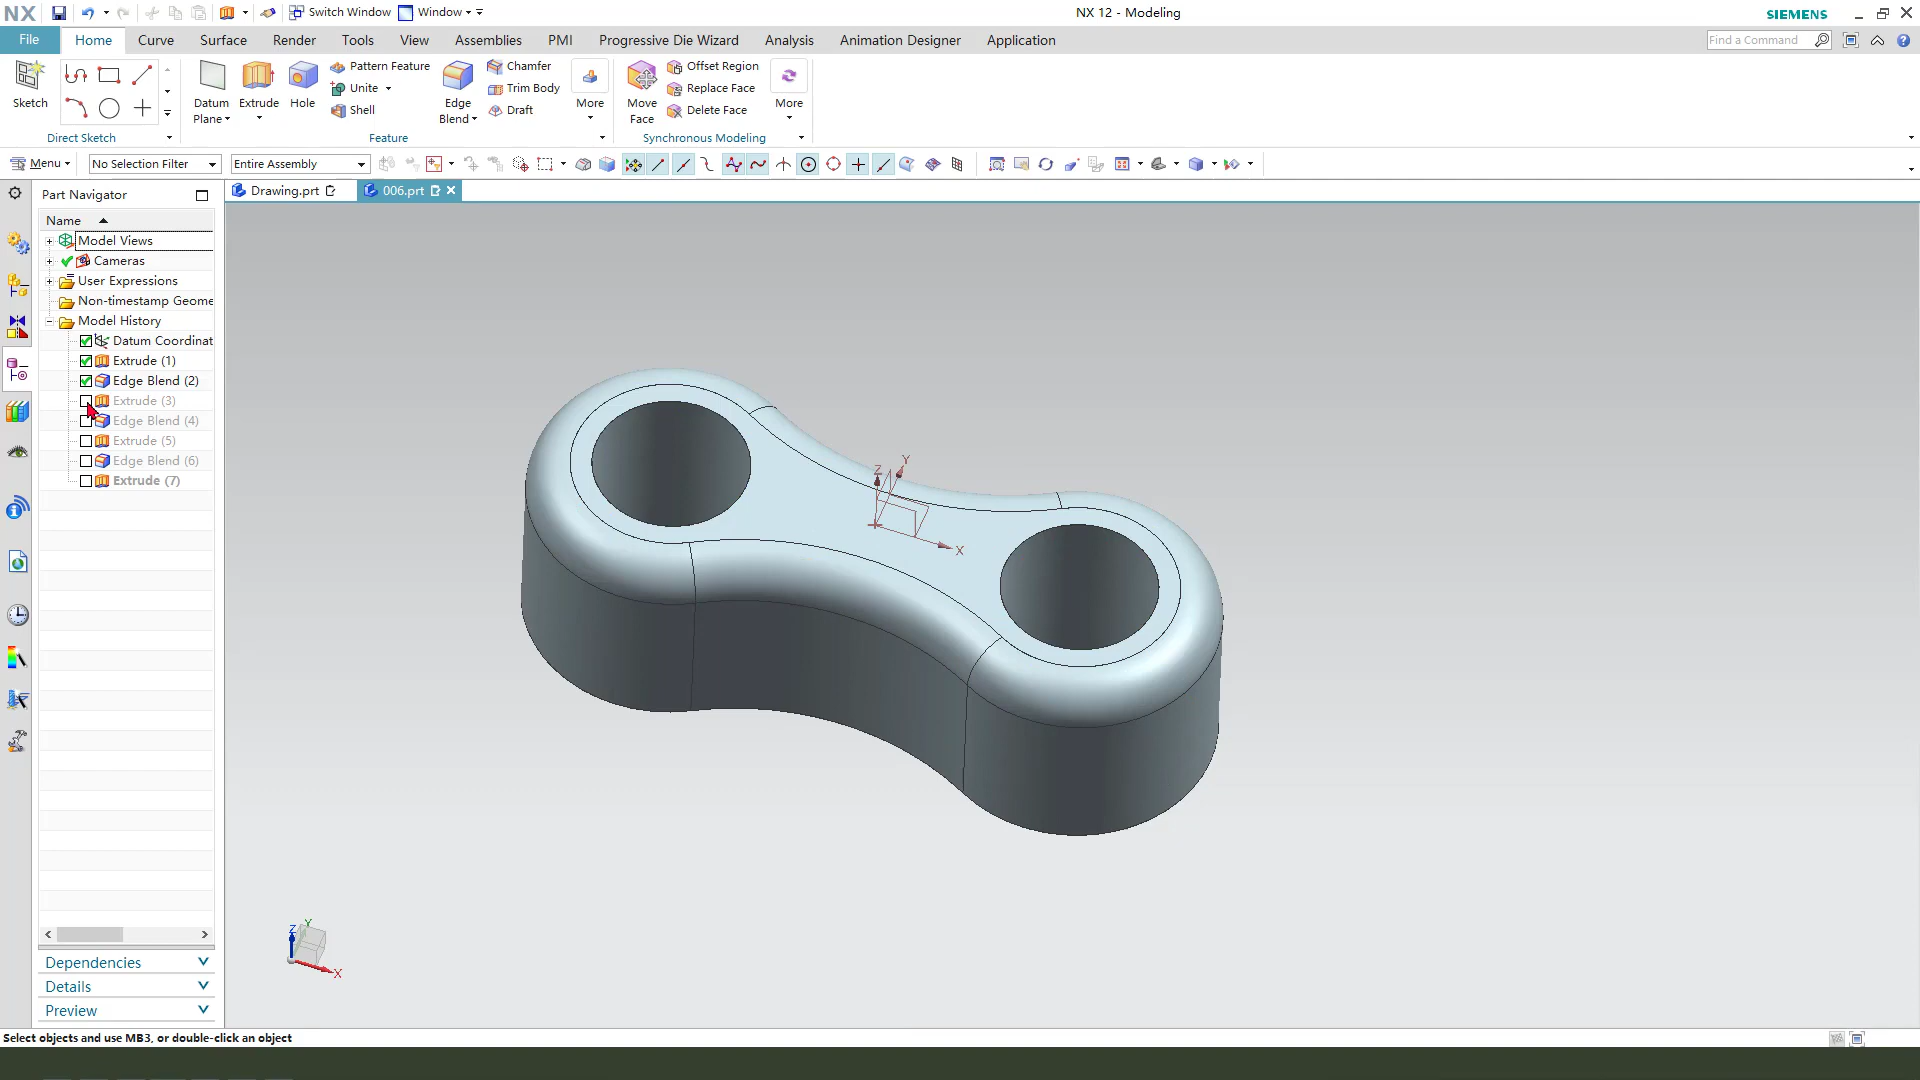 NX
Switch Window
Window
NX 12 - Modeling
SIEMENS
File
Home
Curve
Surface
Render
Tools
View
Assemblies
PMI
Progressive Die Wizard
Analysis
Animation Designer
Application
Find a Command
Sketch
Datum Plane
Extrude
Hole
Pattern Feature
Unite
Shell
Edge Blend
Chamfer
Trim Body
Draft
More
Move Face
Offset Region
Replace Face
Delete Face
More
Direct Sketch
Feature
Synchronous Modeling
Menu
No Selection Filter
Entire Assembly
Part Navigator
Drawing.prt
006.prt
Name
Model Views
Cameras
User Expressions
Non-timestamp Geome
Model History
Datum Coordinat
Extrude (1)
Edge Blend (2)
Extrude (3)
Edge Blend (4)
Extrude (5)
Edge Blend (6)
Extrude (7)
Z
Y
X
Z
Y
X
Dependencies
Details
Preview
Select objects and use MB3, or double-click an object